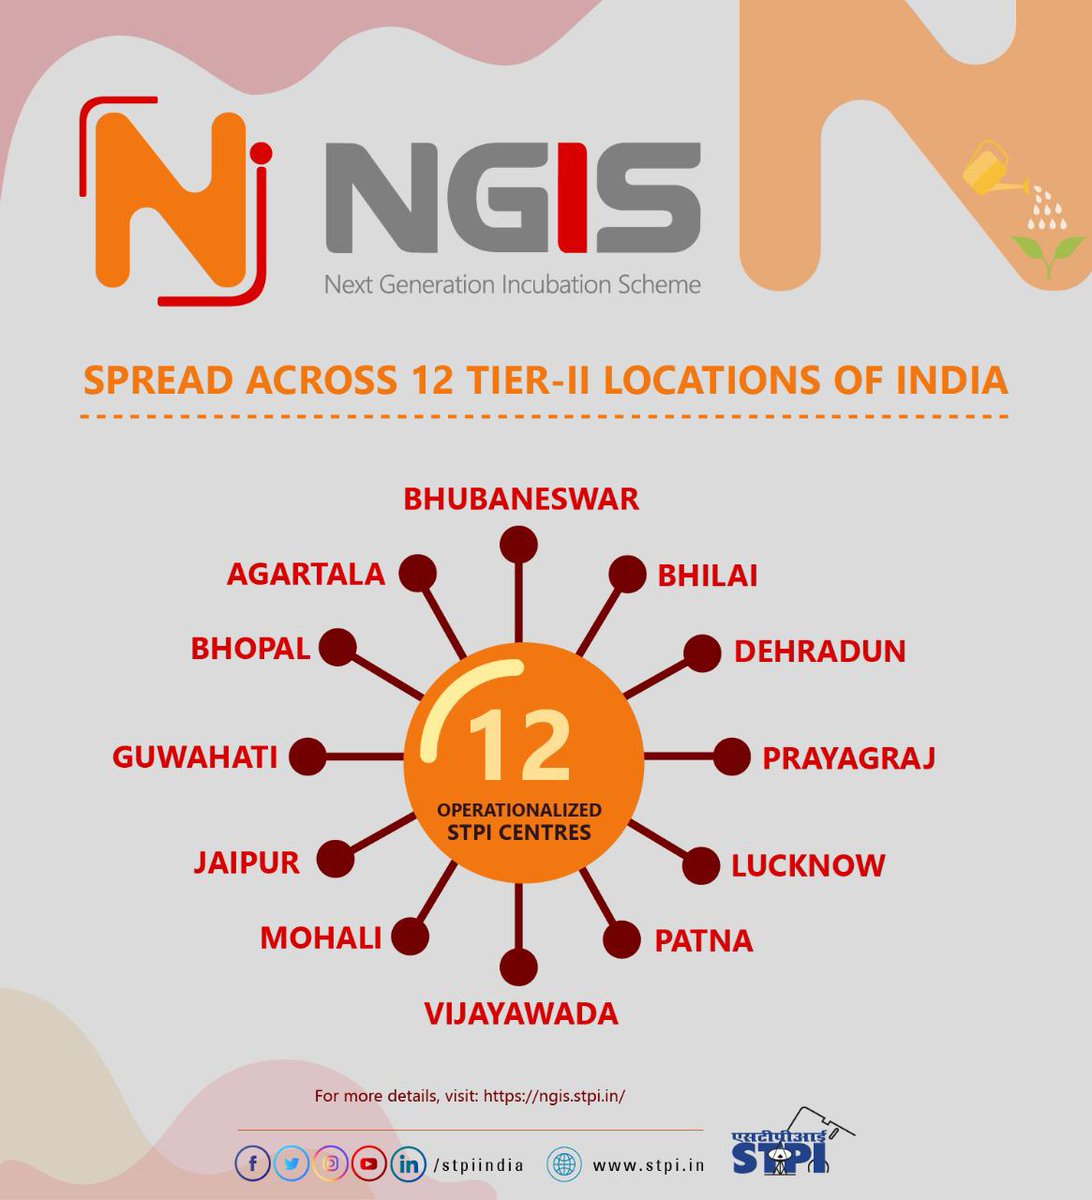 NGIS
Next Generation Incubation Scheme
SPREAD ACROSS 12 TIER-II LOCATIONS OF INDIA
BHUBANESWAR
AGARTALA
BHILAI
BHOPAL
DEHRADUN
12
OPERATIONALIZED
STPI CENTRES
GUWAHATI
PRAYAGRAJ
JAIPUR
LUCKNOW
MOHALI
PATNA
VIJAYAWADA
For more details, visit: https://ngis.stpi.in/
/stpiindia
www.stpi.in
एसटीपीआई
STPI